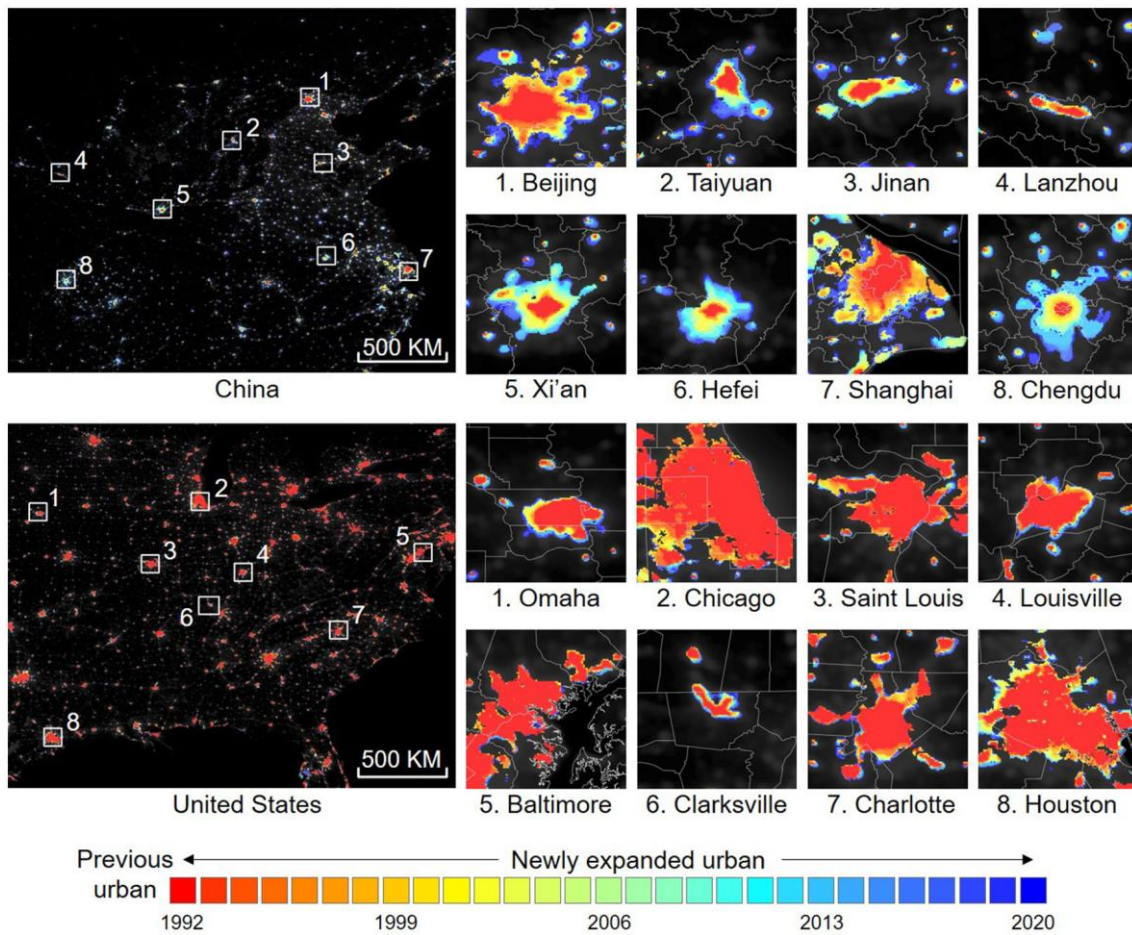 1
2
3
4
5
6
7
8
500 KM
China
1. Beijing
2. Taiyuan
3. Jinan
4. Lanzhou
5. Xi'an
6. Hefei
7. Shanghai
8. Chengdu
1
2
3
4
5
6
7
8
500 KM
United States
1. Omaha
2. Chicago
3. Saint Louis
4. Louisville
5. Baltimore
6. Clarksville
7. Charlotte
8. Houston
Previous
urban
Newly expanded urban
1992
1999
2006
2013
2020